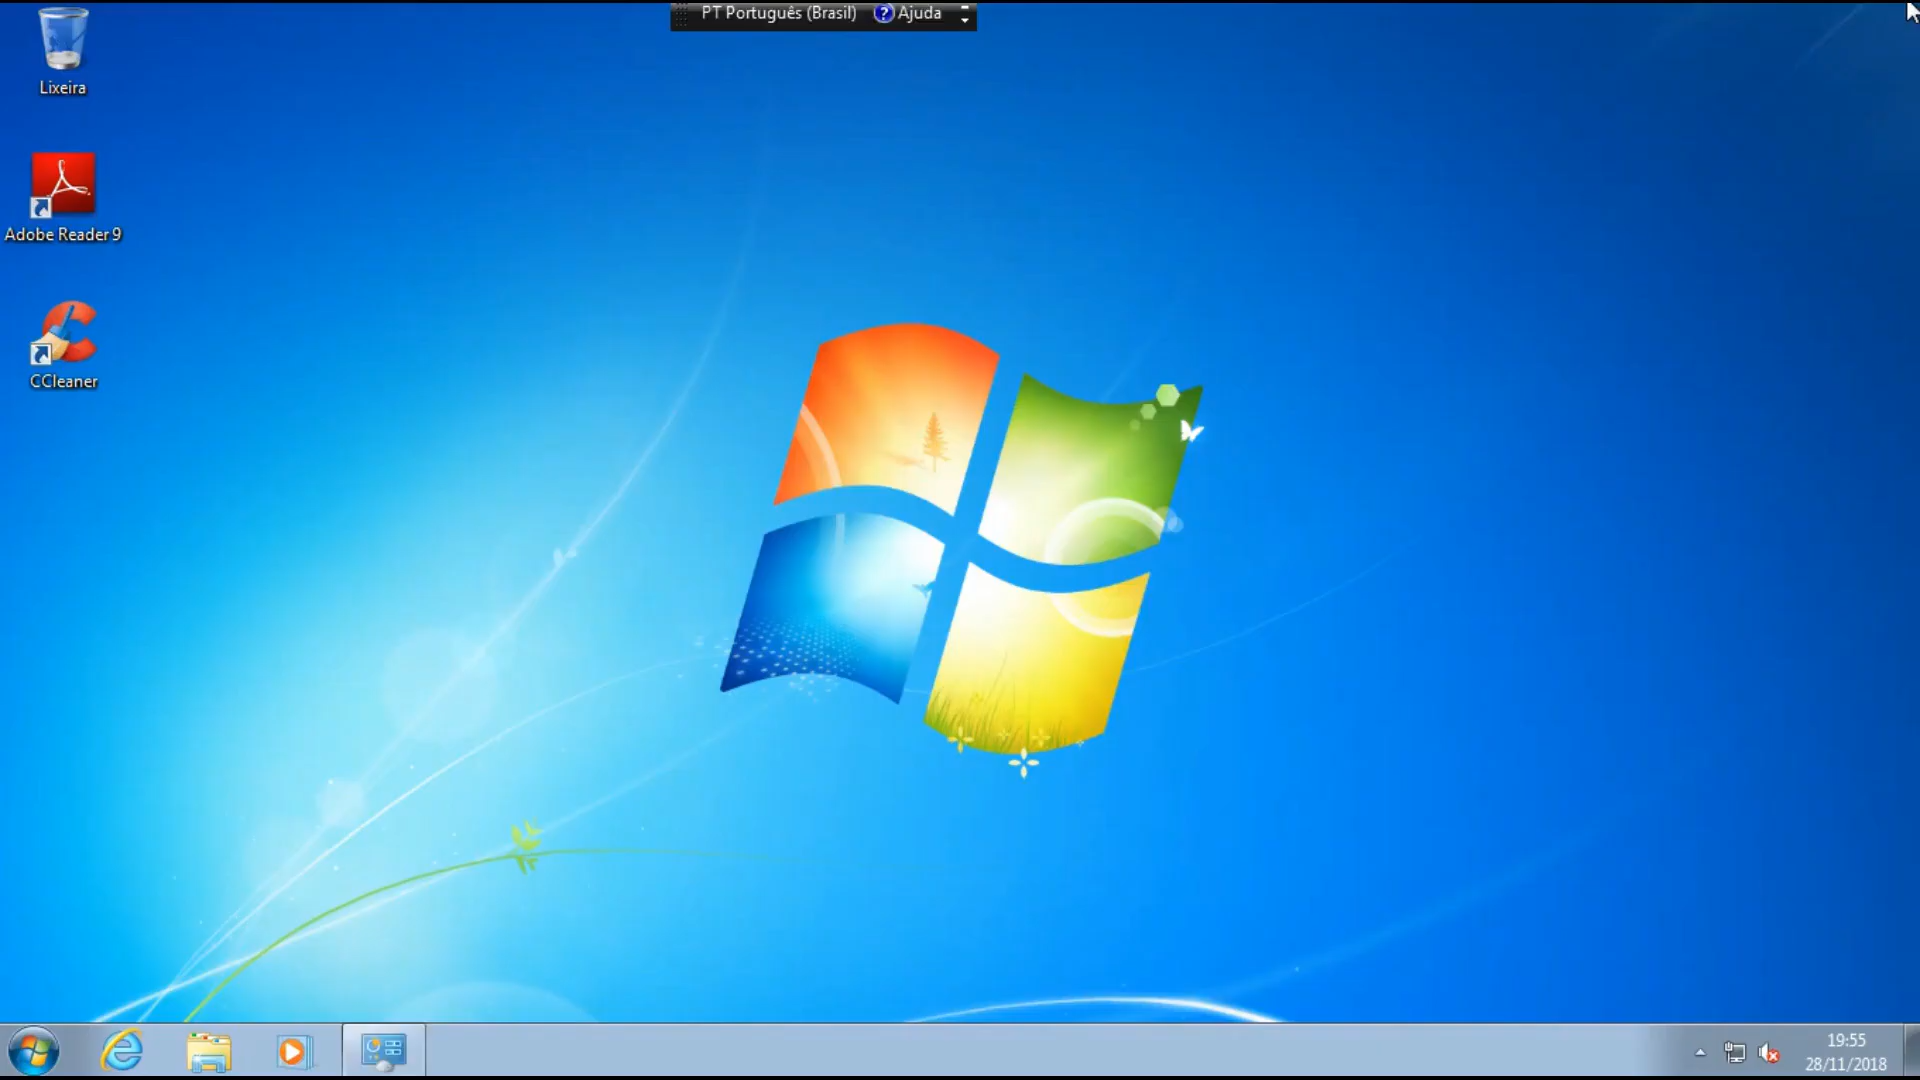 PT Português (Brasil) Ajuda
Lixeira
Adobe Reader 9
CCleaner
19:55
28/11/2018